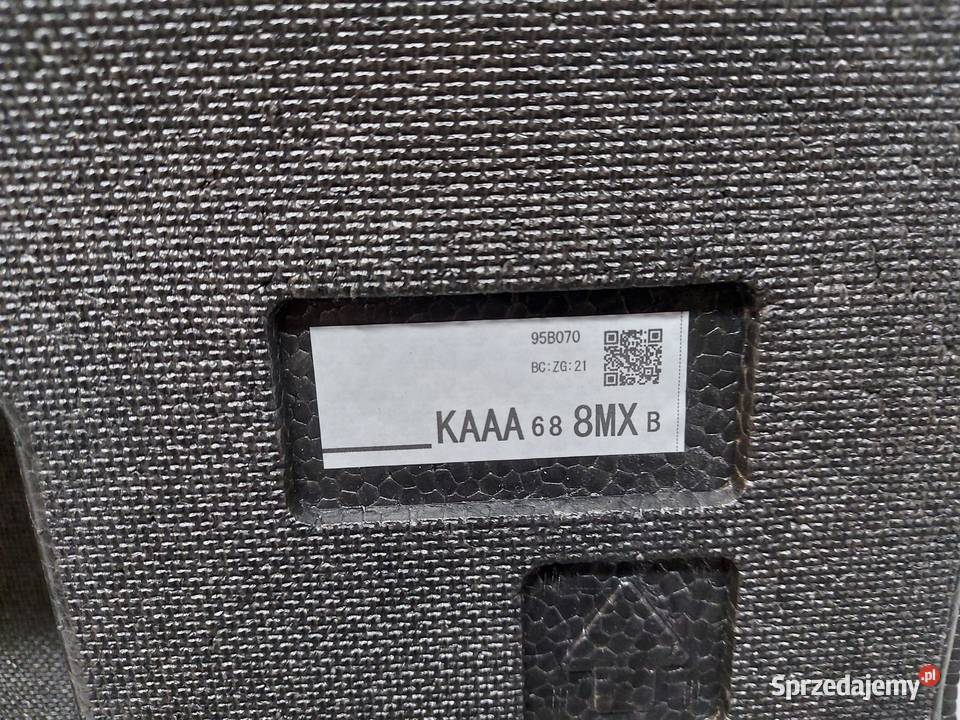 95B070
BC:ZG:21
KAAA 68 8MX B
Sprzedajemy.pl